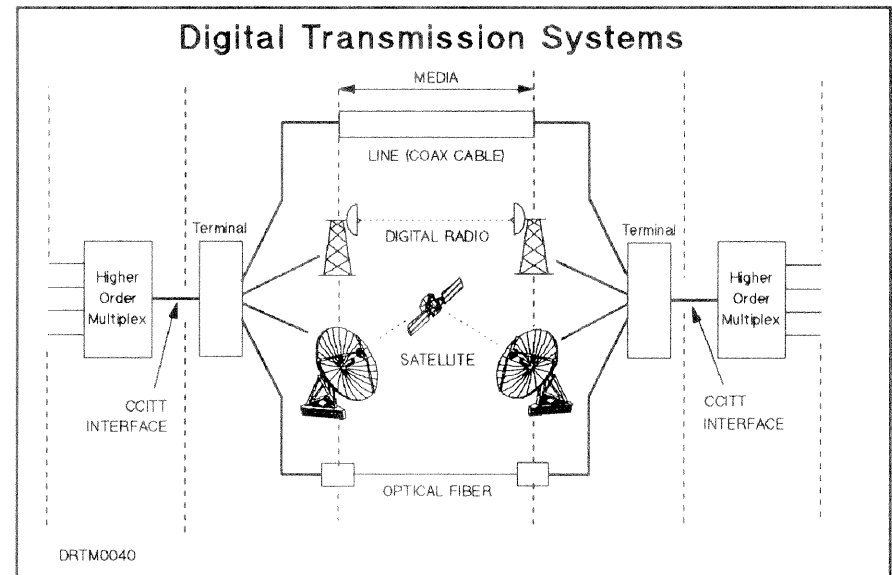 Digital Transmission Systems
MEDIA
LINE (COAX CABLE)
Terminal
DIGITAL RADIO
Terminal
Higher
Order
Multiplex
Higher
Order
Multiplex
SATELLITE
CCITT
INTERFACE
CCITT
INTERFACE
OPTICAL FIBER
DRTM0040